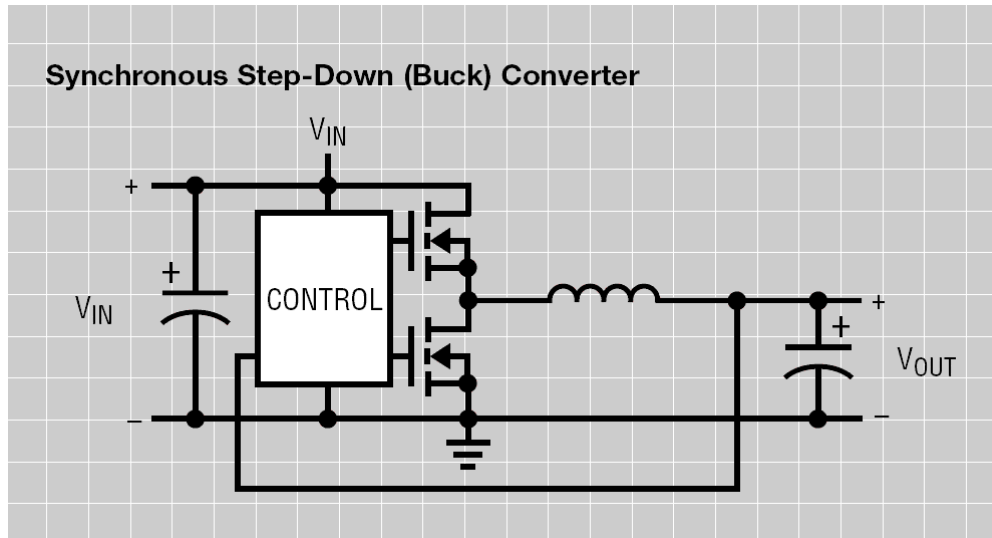 Synchronous Step-Down (Buck) Converter
VIN
+
+
VIN
CONTROL
+
+
VOUT
–
–